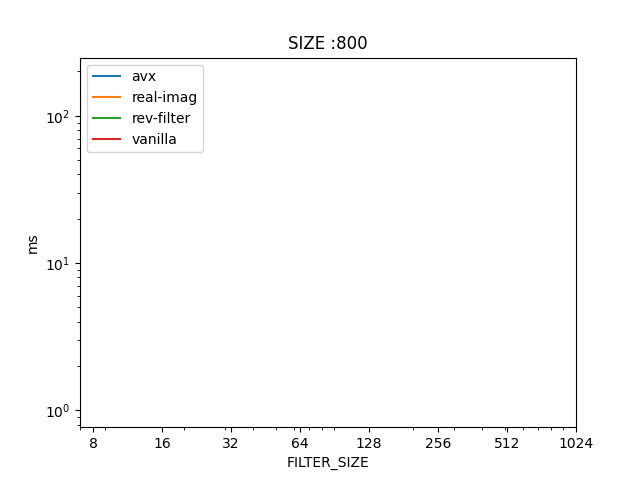 SIZE :800
avx
real-imag
rev-filter
vanilla
ms
10²
10¹
10⁰
8 16 32 64 128 256 512 1024
FILTER_SIZE